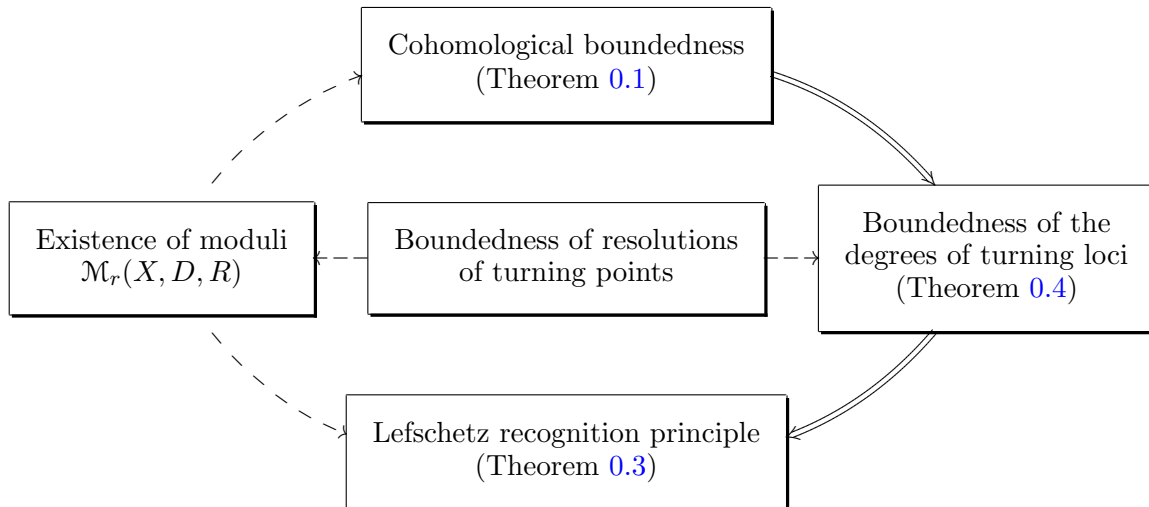 Cohomological boundedness
(Theorem 0.1)
Existence of moduli
ℳ_r(X, D, R)
Boundedness of resolutions
of turning points
Boundedness of the
degrees of turning loci
(Theorem 0.4)
Lefschetz recognition principle
(Theorem 0.3)